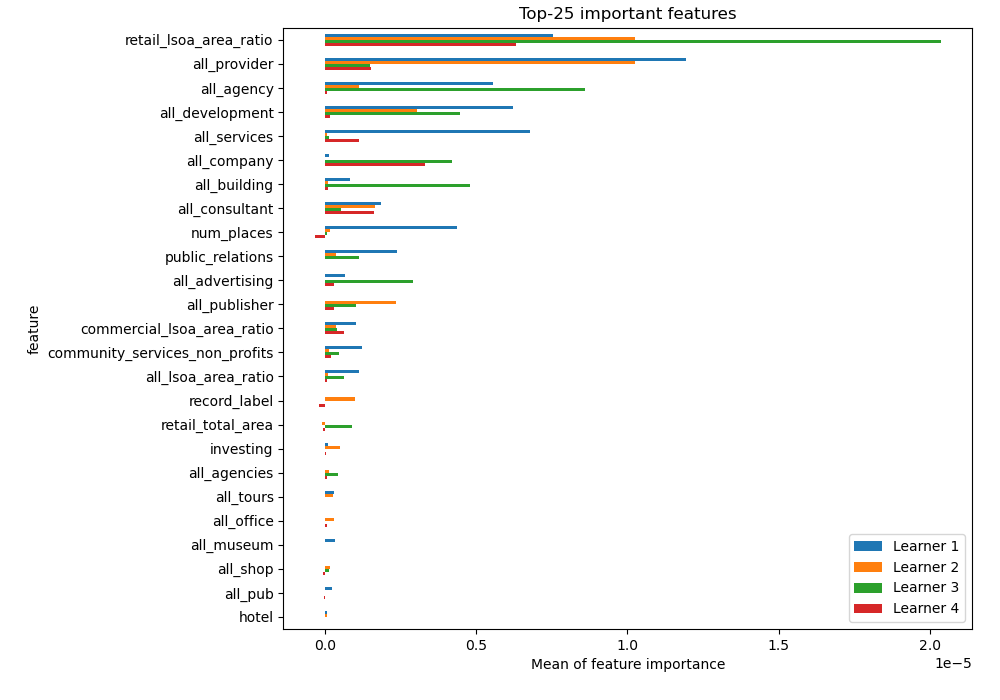 Top-25 important features
feature
retail_lsoa_area_ratio
all_provider
all_agency
all_development
all_services
all_company
all_building
all_consultant
num_places
public_relations
all_advertising
all_publisher
commercial_lsoa_area_ratio
community_services_non_profits
all_lsoa_area_ratio
record_label
retail_total_area
investing
all_agencies
all_tours
all_office
all_museum
all_shop
all_pub
hotel
Learner 1
Learner 2
Learner 3
Learner 4
0.0 0.5 1.0 1.5 2.0
1e−5
Mean of feature importance